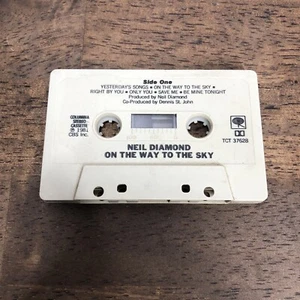 Side One
YESTERDAY'S SONGS • ON THE WAY TO THE SKY •
RIGHT BY YOU • ONLY YOU • SAVE ME • BE MINE TONIGHT
Produced by Neil Diamond
Co-Produced by Dennis St. John
COLUMBIA
STEREO
CASSETTE
℗ 1981
CBS Inc.
TCT 37628
NEIL DIAMOND
ON THE WAY TO THE SKY